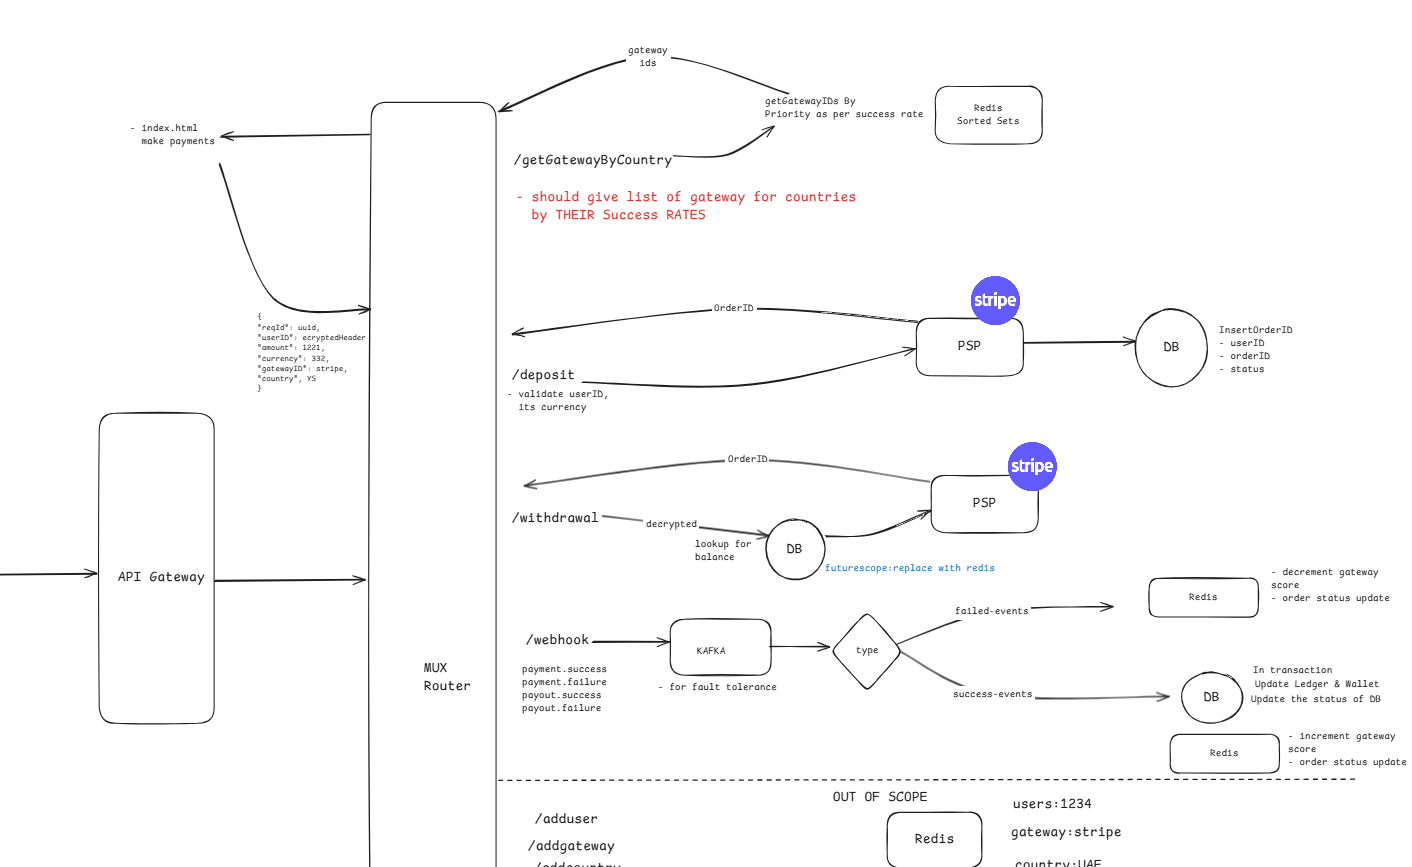 gateway
ids
getGatewayIDs By
Priority as per success rate
Redis
Sorted Sets
- index.html
make payments
/getGatewayByCountry
- should give list of gateway for countries
by THEIR Success RATES
{
"reqId": uuid,
"userID": ecryptedHeader
"amount": 1221,
"currency": 332,
"gatewayID": stripe,
"country", YS
}
OrderID
stripe
PSP
DB
InsertOrderID
- userID
- orderID
- status
/deposit
- validate userID,
its currency
OrderID
stripe
PSP
/withdrawal
decrypted
lookup for
balance
DB
futurescope:replace with redis
API Gateway
MUX
Router
/webhook
payment.success
payment.failure
payout.success
payout.failure
KAFKA
- for fault tolerance
type
failed-events
Redis
- decrement gateway
score
- order status update
success-events
DB
In transaction
Update Ledger & Wallet
Update the status of DB
Redis
- increment gateway
score
- order status update
OUT OF SCOPE
/adduser
/addgateway
/addcountry
Redis
users:1234
gateway:stripe
country:UAE